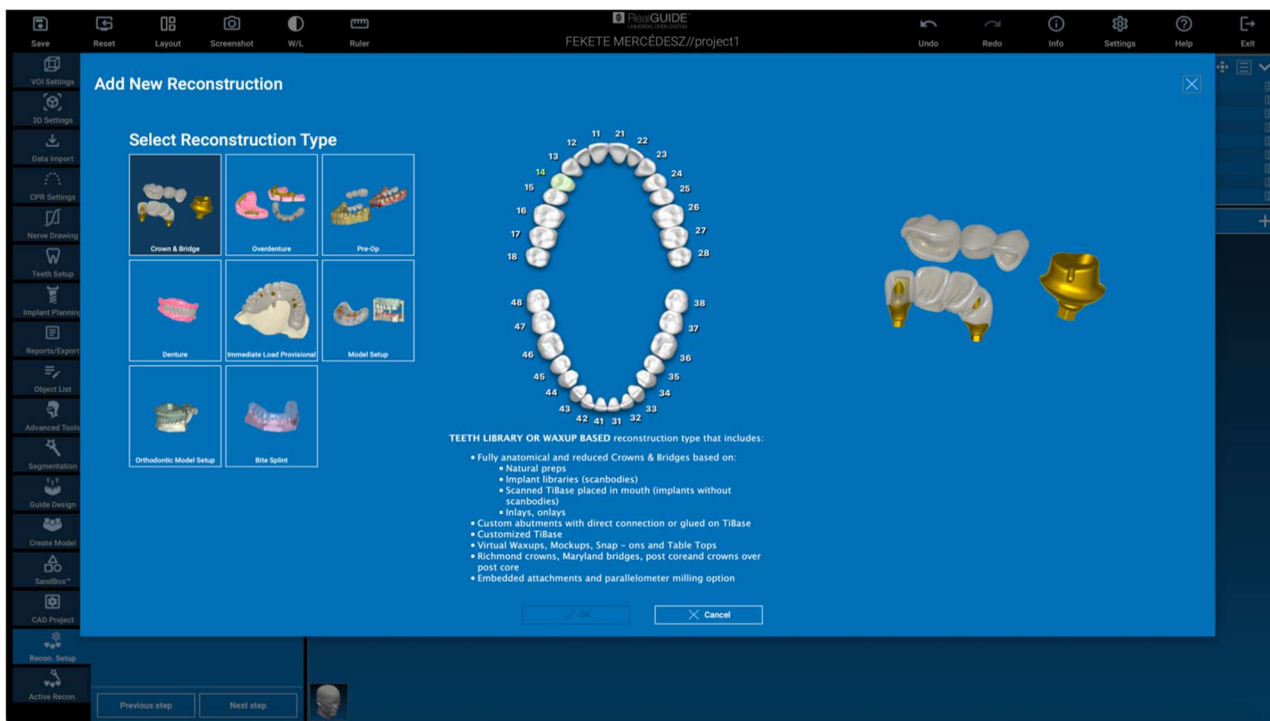 RealGUIDE™
UNIVERSAL OPEN SYSTEM
FEKETE MERCÉDESZ//project1
Save
Reset
Layout
Screenshot
W/L
Ruler
Undo
Redo
Info
Settings
Help
Exit
VOI Settings
3D Settings
Data Import
CPR Settings
Nerve Drawing
Teeth Setup
Implant Planning
Reports/Export
Object List
Advanced Tools
Segmentation
Guide Design
Create Model
SandBox™
CAD Project
Recon. Setup
Active Recon.
Add New Reconstruction
Select Reconstruction Type
Crown & Bridge
Overdenture
Pre-Op
Denture
Immediate Load Provisional
Model Setup
Orthodontic Model Setup
Bite Splint
11 21
12 22
13 23
14 24
15 25
16 26
17 27
18 28
48 38
47 37
46 36
45 35
44 34
43 33
42 41 31 32
TEETH LIBRARY OR WAXUP BASED reconstruction type that includes:
• Fully anatomical and reduced Crowns & Bridges based on:
• Natural preps
• Implant libraries (scanbodies)
• Scanned TiBase placed in mouth (implants without
scanbodies)
• Inlays, onlays
• Custom abutments with direct connection or glued on TiBase
• Customized TiBase
• Virtual Waxups, Mockups, Snap – ons and Table Tops
• Richmond crowns, Maryland bridges, post coreand crowns over
post core
• Embedded attachments and parallelometer milling option
OK
Cancel
Previous step
Next step